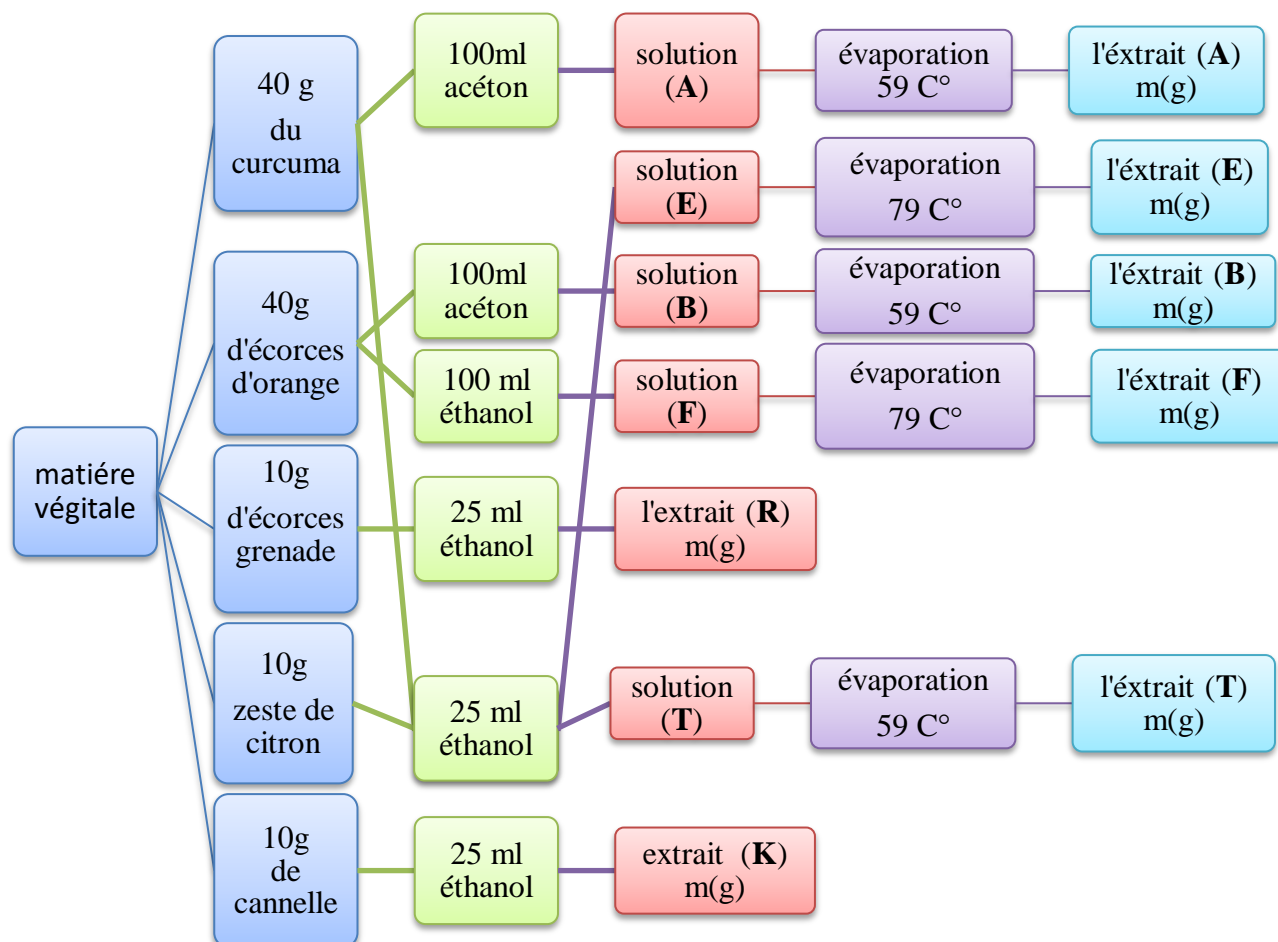 matiére
végitale
40 g
du
curcuma
100ml
acéton
solution
(A)
évaporation
59 C°
l'éxtrait (A)
m(g)
solution
(E)
évaporation
79 C°
l'éxtrait (E)
m(g)
40g
d'écorces
d'orange
100ml
acéton
solution
(B)
évaporation
59 C°
l'éxtrait (B)
m(g)
100 ml
éthanol
solution
(F)
évaporation
79 C°
l'éxtrait (F)
m(g)
10g
d'écorces
grenade
25 ml
éthanol
l'extrait (R)
m(g)
10g
zeste de
citron
25 ml
éthanol
solution
(T)
évaporation
59 C°
l'éxtrait (T)
m(g)
10g
de
cannelle
25 ml
éthanol
extrait (K)
m(g)